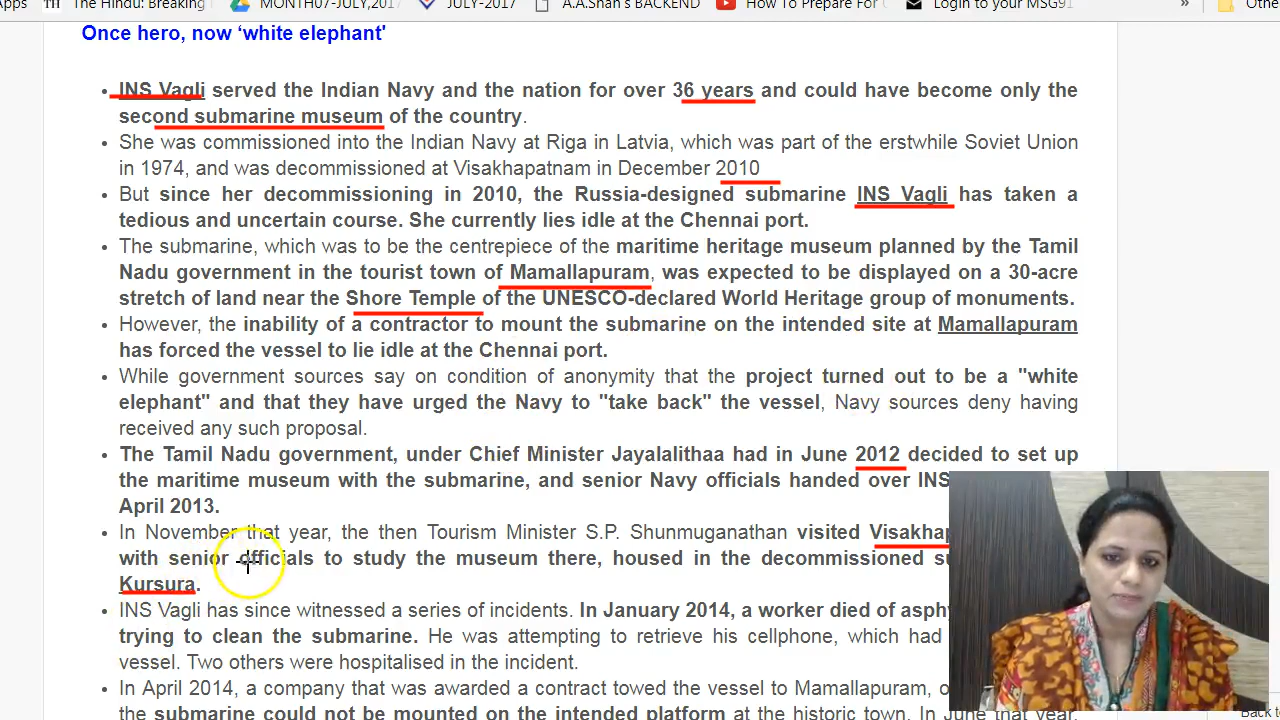 Apps TH The Hindu: Breaking MONTH07-JULY,2017 JULY-2017 A.A.Shah's BACKEND How To Prepare For Login to your MSG91 » Othe
Once hero, now ‘white elephant'
• INS Vagli served the Indian Navy and the nation for over 36 years and could have become only the
second submarine museum of the country.
• She was commissioned into the Indian Navy at Riga in Latvia, which was part of the erstwhile Soviet Union
in 1974, and was decommissioned at Visakhapatnam in December 2010
• But since her decommissioning in 2010, the Russia-designed submarine INS Vagli has taken a
tedious and uncertain course. She currently lies idle at the Chennai port.
• The submarine, which was to be the centrepiece of the maritime heritage museum planned by the Tamil
Nadu government in the tourist town of Mamallapuram, was expected to be displayed on a 30-acre
stretch of land near the Shore Temple of the UNESCO-declared World Heritage group of monuments.
• However, the inability of a contractor to mount the submarine on the intended site at Mamallapuram
has forced the vessel to lie idle at the Chennai port.
• While government sources say on condition of anonymity that the project turned out to be a "white
elephant" and that they have urged the Navy to "take back" the vessel, Navy sources deny having
received any such proposal.
• The Tamil Nadu government, under Chief Minister Jayalalithaa had in June 2012 decided to set up
the maritime museum with the submarine, and senior Navy officials handed over INS
April 2013.
• In November that year, the then Tourism Minister S.P. Shunmuganathan visited Visakhap
with senior officials to study the museum there, housed in the decommissioned su
Kursura.
• INS Vagli has since witnessed a series of incidents. In January 2014, a worker died of asphy
trying to clean the submarine. He was attempting to retrieve his cellphone, which had
vessel. Two others were hospitalised in the incident.
• In April 2014, a company that was awarded a contract towed the vessel to Mamallapuram, o
the submarine could not be mounted on the intended platform at the historic town. In June that year,
Back to